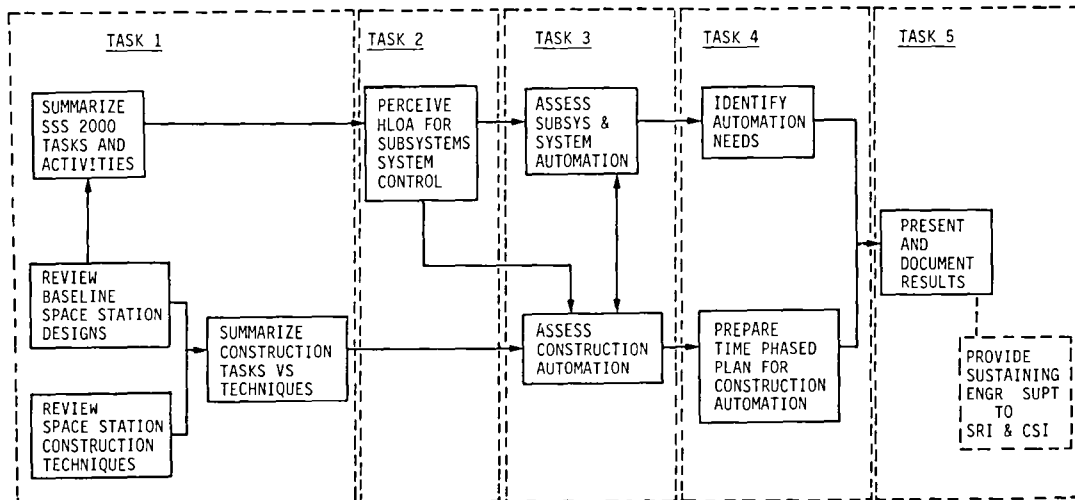 TASK 1
SUMMARIZE
SSS 2000
TASKS AND
ACTIVITIES
REVIEW
BASELINE
SPACE STATION
DESIGNS
REVIEW
SPACE STATION
CONSTRUCTION
TECHNIQUES
SUMMARIZE
CONSTRUCTION
TASKS VS
TECHNIQUES
TASK 2
PERCEIVE
HLOA FOR
SUBSYSTEMS
SYSTEM
CONTROL
TASK 3
ASSESS
SUBSYS &
SYSTEM
AUTOMATION
ASSESS
CONSTRUCTION
AUTOMATION
TASK 4
IDENTIFY
AUTOMATION
NEEDS
PREPARE
TIME PHASED
PLAN FOR
CONSTRUCTION
AUTOMATION
TASK 5
PRESENT
AND
DOCUMENT
RESULTS
PROVIDE
SUSTAINING
ENGR SUPT
TO
SRI & CSI